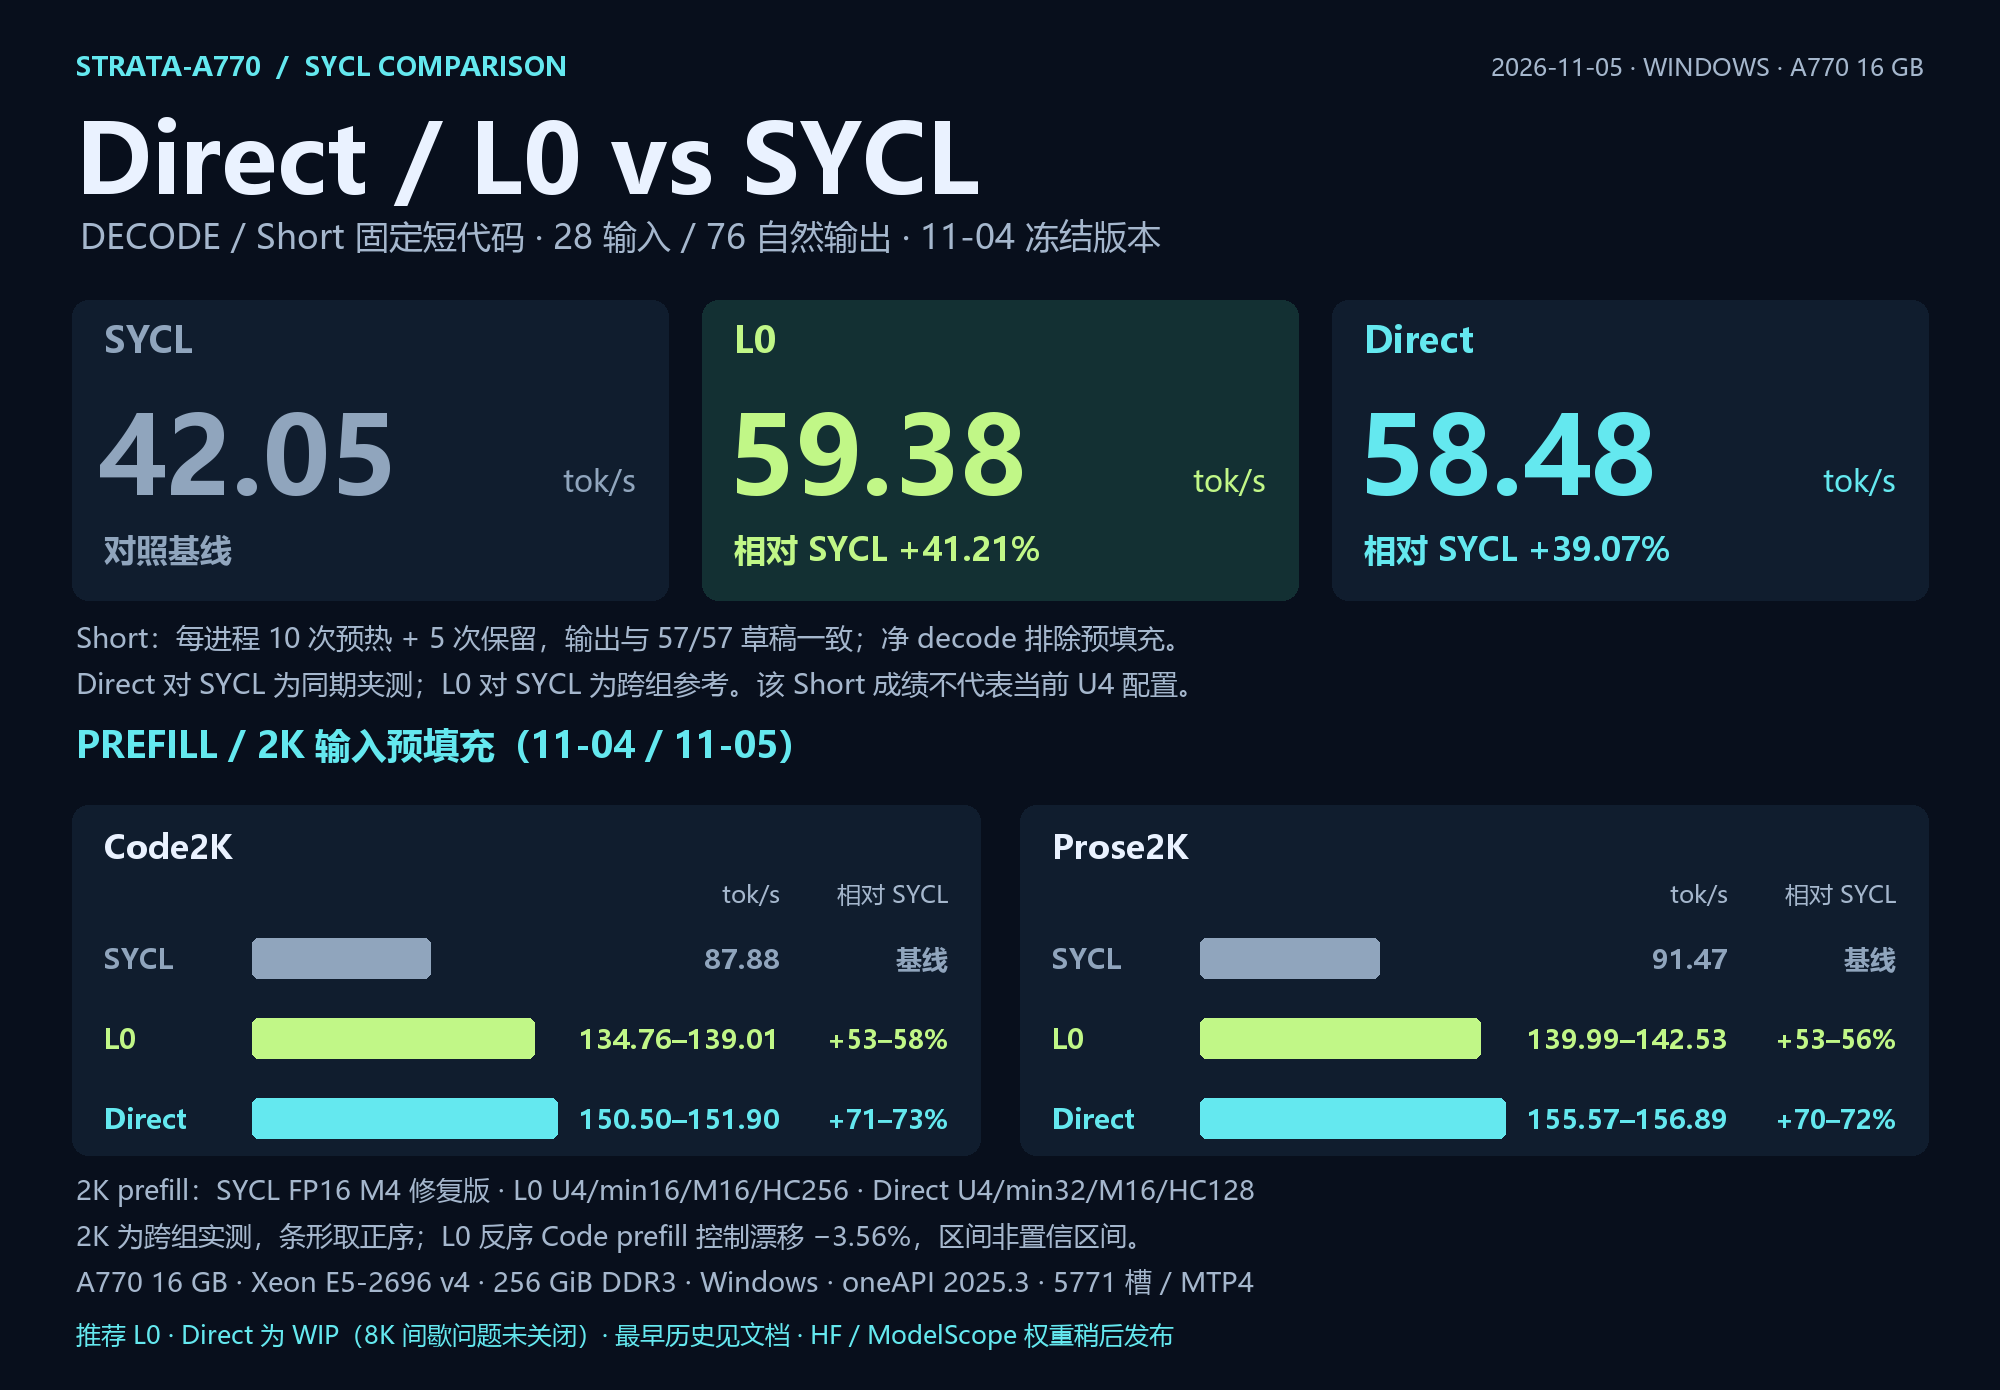 STRATA-A770 / SYCL COMPARISON
2026-11-05 · WINDOWS · A770 16 GB
Direct / L0 vs SYCL
DECODE / Short 固定短代码 · 28 输入 / 76 自然输出 · 11-04 冻结版本
SYCL
42.05 tok/s
对照基线
L0
59.38 tok/s
相对 SYCL +41.21%
Direct
58.48 tok/s
相对 SYCL +39.07%
Short：每进程 10 次预热 + 5 次保留，输出与 57/57 草稿一致；净 decode 排除预填充。
Direct 对 SYCL 为同期夹测；L0 对 SYCL 为跨组参考。该 Short 成绩不代表当前 U4 配置。
PREFILL / 2K 输入预填充（11-04 / 11-05）
Code2K
tok/s 相对 SYCL
SYCL 87.88 基线
L0 134.76–139.01 +53–58%
Direct 150.50–151.90 +71–73%
Prose2K
tok/s 相对 SYCL
SYCL 91.47 基线
L0 139.99–142.53 +53–56%
Direct 155.57–156.89 +70–72%
2K prefill：SYCL FP16 M4 修复版 · L0 U4/min16/M16/HC256 · Direct U4/min32/M16/HC128
2K 为跨组实测，条形取正序；L0 反序 Code prefill 控制漂移 −3.56%，区间非置信区间。
A770 16 GB · Xeon E5-2696 v4 · 256 GiB DDR3 · Windows · oneAPI 2025.3 · 5771 槽 / MTP4
推荐 L0 · Direct 为 WIP（8K 间歇问题未关闭）· 最早历史见文档 · HF / ModelScope 权重稍后发布